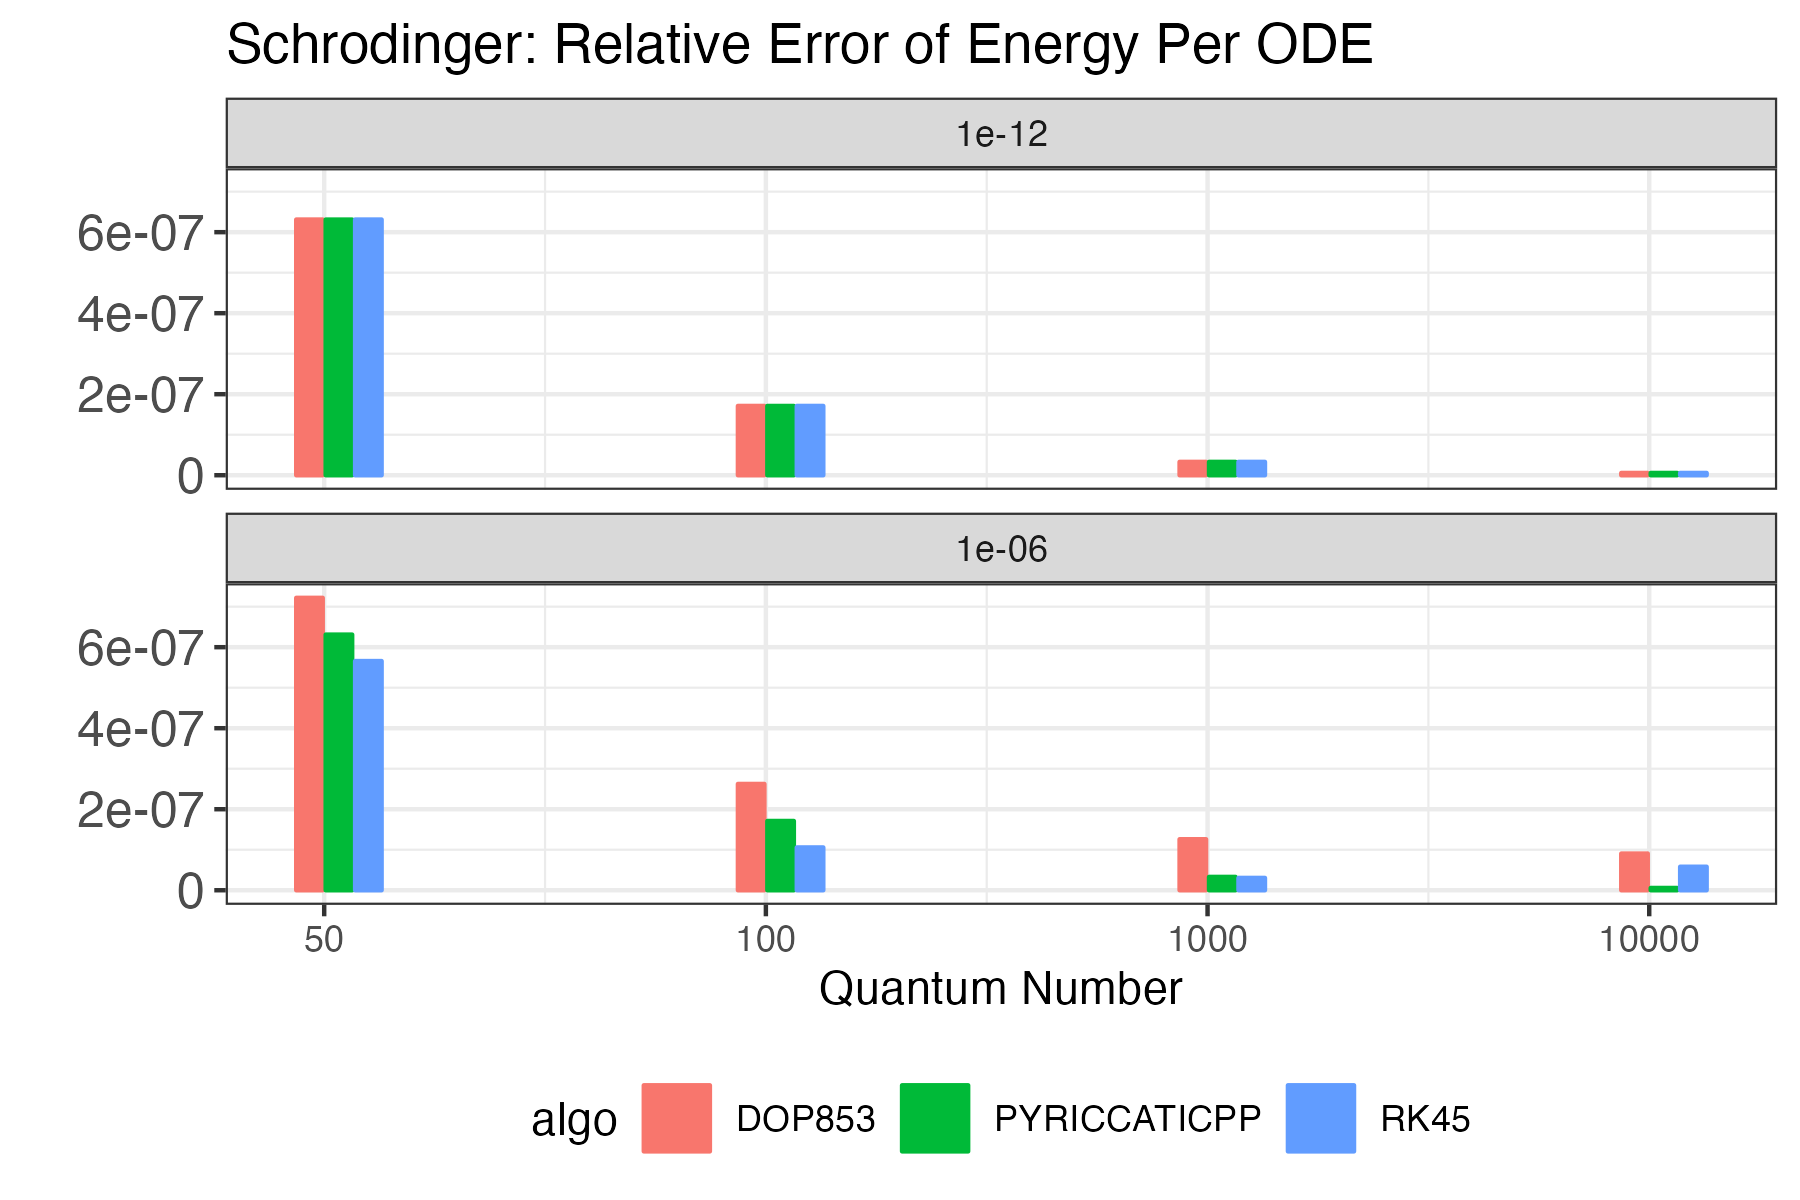 Schrodinger: Relative Error of Energy Per ODE
1e-12
6e-07
4e-07
2e-07
0
1e-06
6e-07
4e-07
2e-07
0
50 100 1000 10000
Quantum Number
algo DOP853 PYRICCATICPP RK45